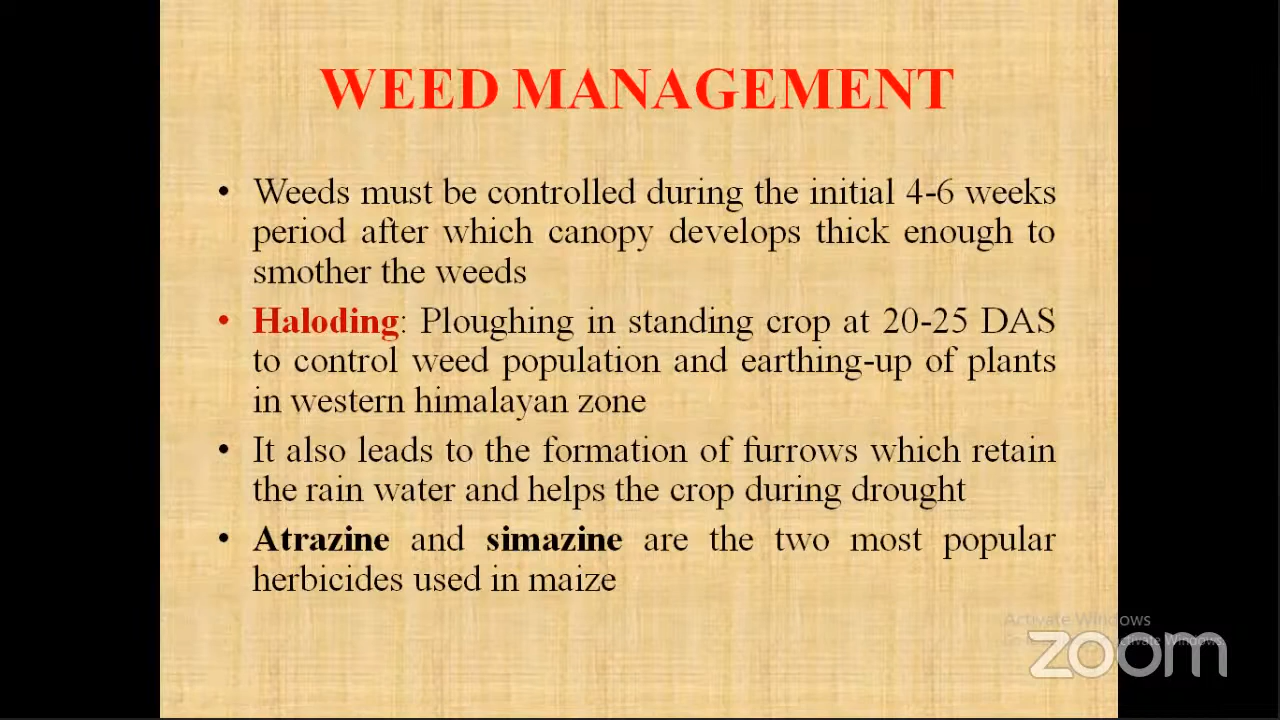 WEED MANAGEMENT
• Weeds must be controlled during the initial 4-6 weeks
period after which canopy develops thick enough to
smother the weeds
• Haloding: Ploughing in standing crop at 20-25 DAS
to control weed population and earthing-up of plants
in western himalayan zone
• It also leads to the formation of furrows which retain
the rain water and helps the crop during drought
• Atrazine and simazine are the two most popular
herbicides used in maize
Activate Windows
zoom